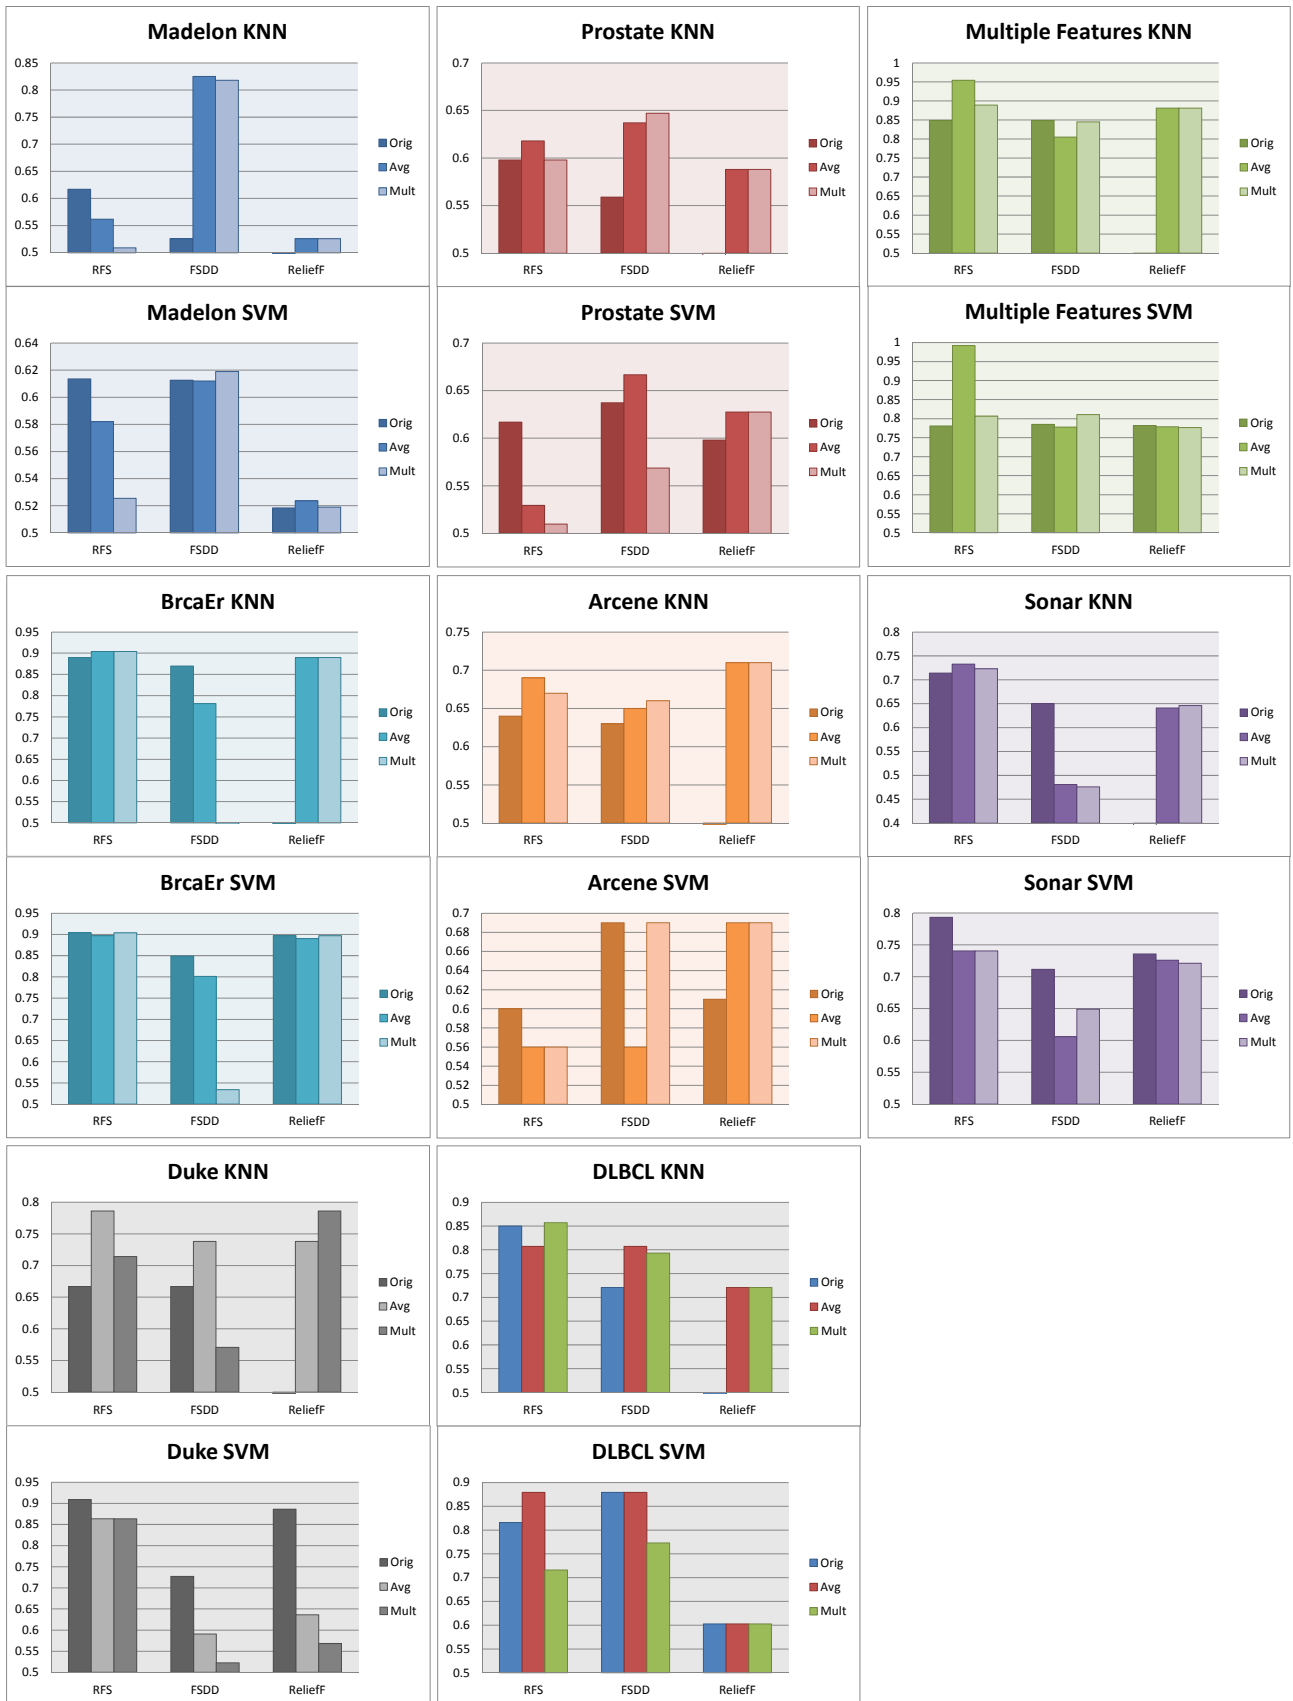 Madelon KNN
0.85
0.8
0.75
0.7
0.65
0.6
0.55
0.5
RFS FSDD ReliefF
Orig
Avg
Mult
Prostate KNN
0.7
0.65
0.6
0.55
0.5
RFS FSDD ReliefF
Orig
Avg
Mult
Multiple Features KNN
1
0.95
0.9
0.85
0.8
0.75
0.7
0.65
0.6
0.55
0.5
RFS FSDD ReliefF
Orig
Avg
Mult
Madelon SVM
0.64
0.62
0.6
0.58
0.56
0.54
0.52
0.5
RFS FSDD ReliefF
Orig
Avg
Mult
Prostate SVM
0.7
0.65
0.6
0.55
0.5
RFS FSDD ReliefF
Orig
Avg
Mult
Multiple Features SVM
1
0.95
0.9
0.85
0.8
0.75
0.7
0.65
0.6
0.55
0.5
RFS FSDD ReliefF
Orig
Avg
Mult
BrcaEr KNN
0.95
0.9
0.85
0.8
0.75
0.7
0.65
0.6
0.55
0.5
RFS FSDD ReliefF
Orig
Avg
Mult
Arcene KNN
0.75
0.7
0.65
0.6
0.55
0.5
RFS FSDD ReliefF
Orig
Avg
Mult
Sonar KNN
0.8
0.75
0.7
0.65
0.6
0.55
0.5
0.45
0.4
RFS FSDD ReliefF
Orig
Avg
Mult
BrcaEr SVM
0.95
0.9
0.85
0.8
0.75
0.7
0.65
0.6
0.55
0.5
RFS FSDD ReliefF
Orig
Avg
Mult
Arcene SVM
0.7
0.68
0.66
0.64
0.62
0.6
0.58
0.56
0.54
0.52
0.5
RFS FSDD ReliefF
Orig
Avg
Mult
Sonar SVM
0.8
0.75
0.7
0.65
0.6
0.55
0.5
RFS FSDD ReliefF
Orig
Avg
Mult
Duke KNN
0.8
0.75
0.7
0.65
0.6
0.55
0.5
RFS FSDD ReliefF
Orig
Avg
Mult
DLBCL KNN
0.9
0.85
0.8
0.75
0.7
0.65
0.6
0.55
0.5
RFS FSDD ReliefF
Orig
Avg
Mult
Duke SVM
0.95
0.9
0.85
0.8
0.75
0.7
0.65
0.6
0.55
0.5
RFS FSDD ReliefF
Orig
Avg
Mult
DLBCL SVM
0.9
0.85
0.8
0.75
0.7
0.65
0.6
0.55
0.5
RFS FSDD ReliefF
Orig
Avg
Mult